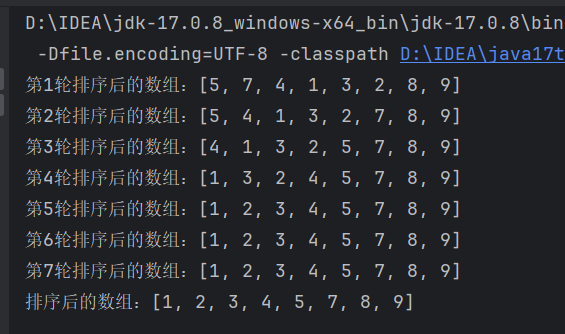 D:\IDEA\jdk-17.0.8_windows-x64_bin\jdk-17.0.8\bin
-Dfile.encoding=UTF-8 -classpath D:\IDEA\java17t
第1轮排序后的数组：[5, 7, 4, 1, 3, 2, 8, 9]
第2轮排序后的数组：[5, 4, 1, 3, 2, 7, 8, 9]
第3轮排序后的数组：[4, 1, 3, 2, 5, 7, 8, 9]
第4轮排序后的数组：[1, 3, 2, 4, 5, 7, 8, 9]
第5轮排序后的数组：[1, 2, 3, 4, 5, 7, 8, 9]
第6轮排序后的数组：[1, 2, 3, 4, 5, 7, 8, 9]
第7轮排序后的数组：[1, 2, 3, 4, 5, 7, 8, 9]
排序后的数组：[1, 2, 3, 4, 5, 7, 8, 9]